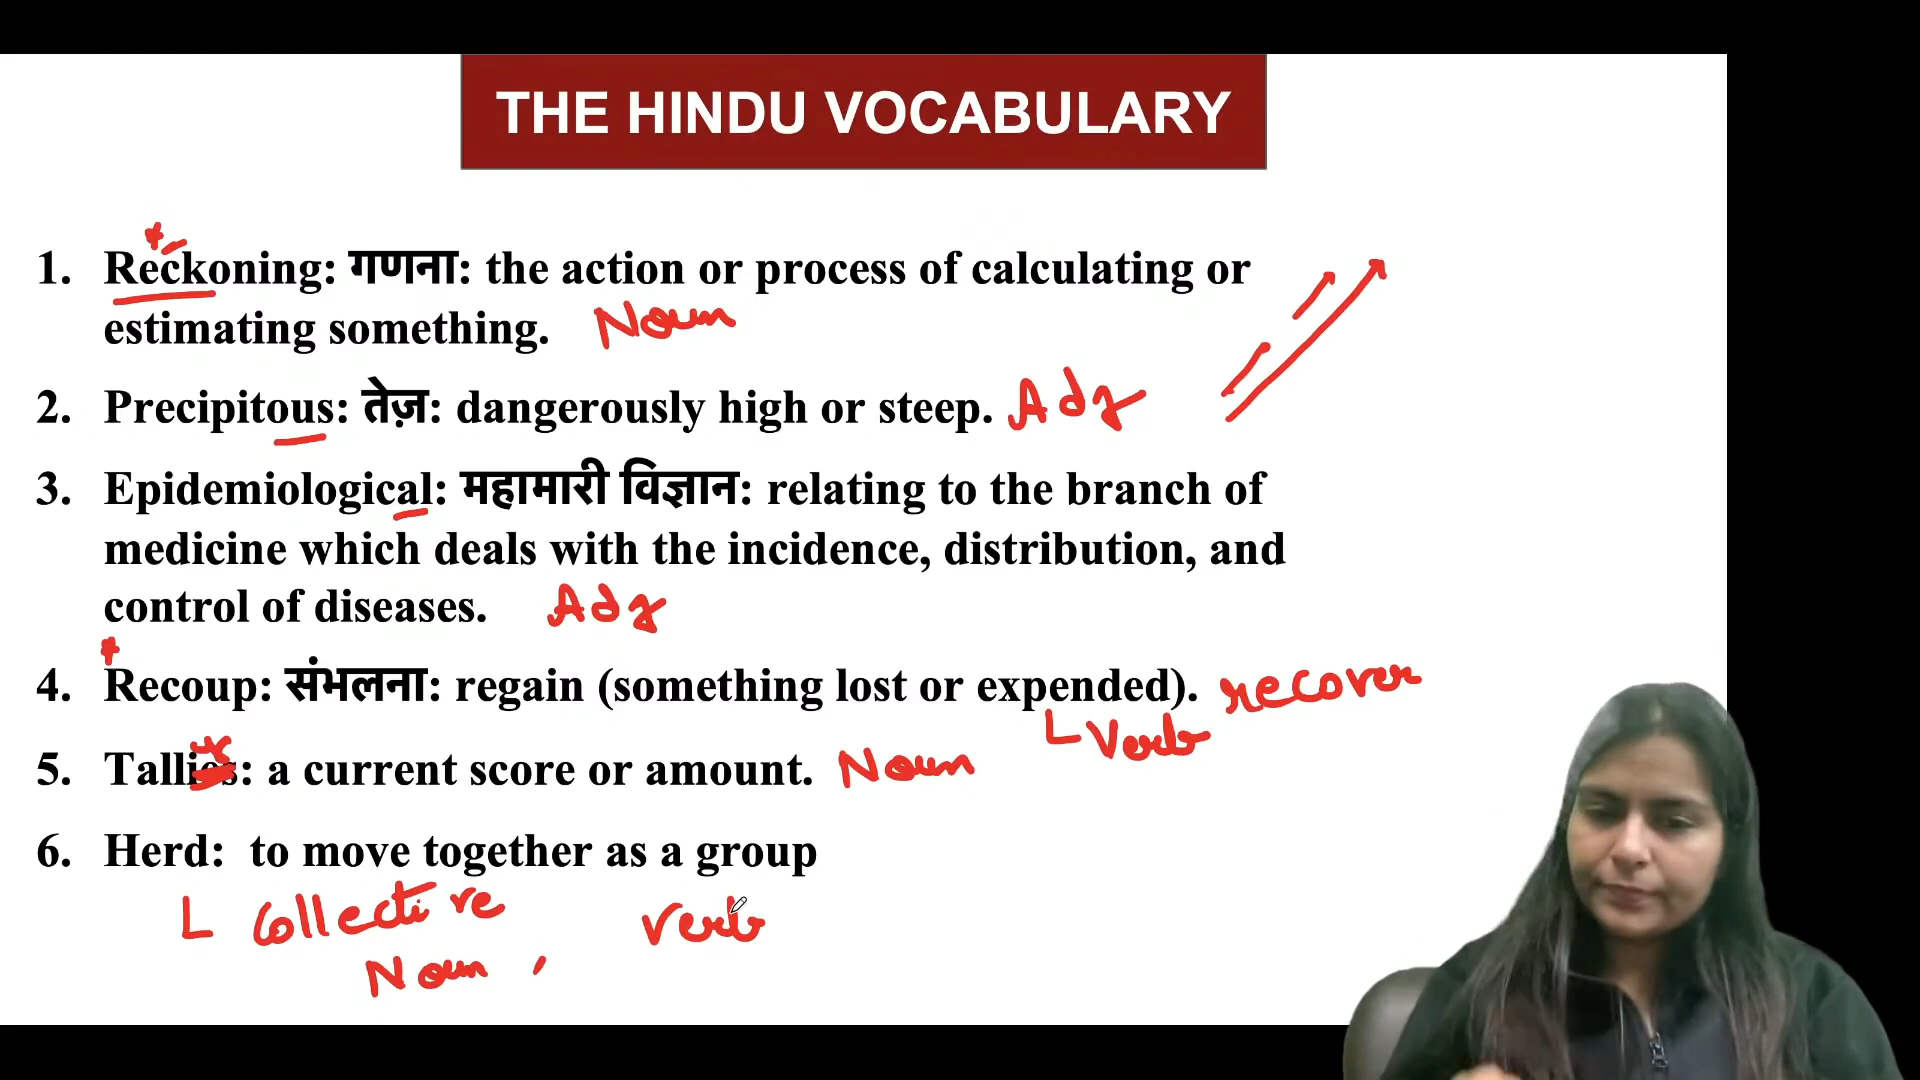 THE HINDU VOCABULARY
1. Reckoning: गणना: the action or process of calculating or
estimating something. Noun
2. Precipitous: तेज़: dangerously high or steep. Adj
3. Epidemiological: महामारी विज्ञान: relating to the branch of
medicine which deals with the incidence, distribution, and
control of diseases. Adj
4. Recoup: संभलना: regain (something lost or expended). recover
Verb
5. Tallies: a current score or amount. Noun
6. Herd: to move together as a group
Collective verb
Noun ,